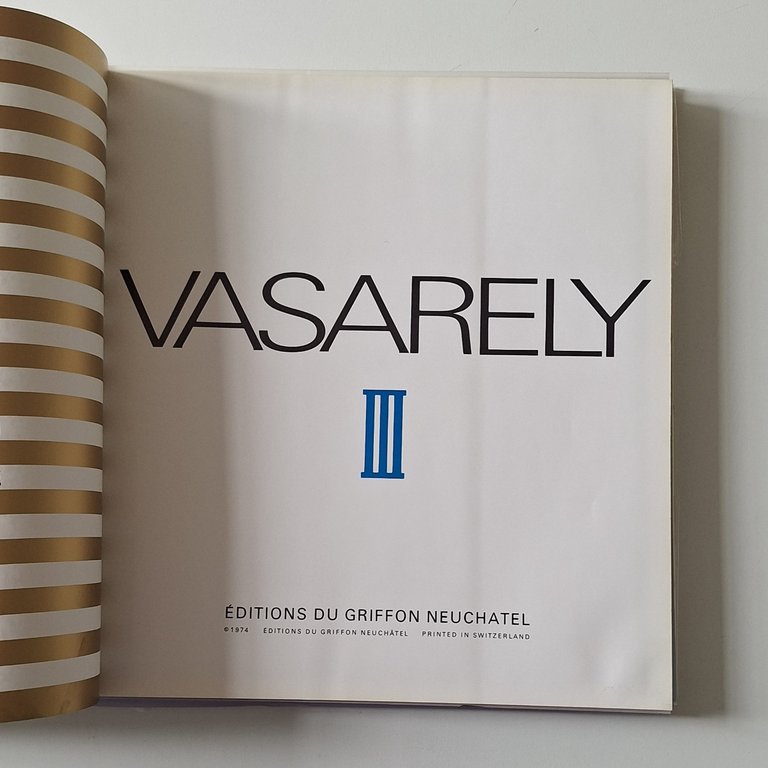 VASARELY
III
ÉDITIONS DU GRIFFON NEUCHATEL
©1974 ÉDITIONS DU GRIFFON NEUCHÂTEL PRINTED IN SWITZERLAND